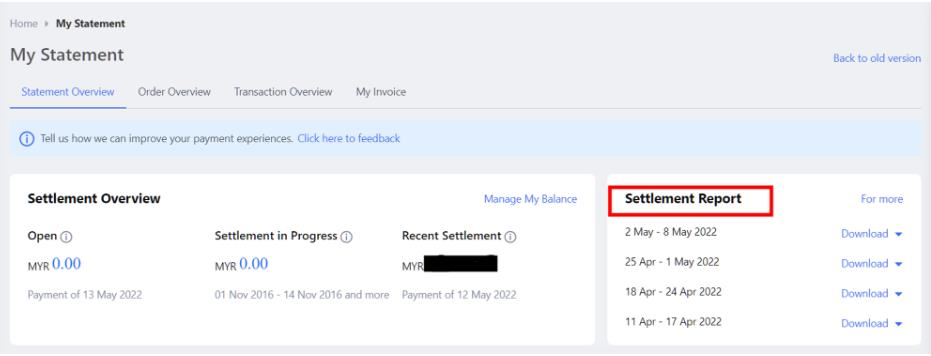 Home ▸ My Statement
My Statement
Back to old version
Statement Overview Order Overview Transaction Overview My Invoice
Tell us how we can improve your payment experiences. Click here to feedback
Settlement Overview
Manage My Balance
Open
Settlement in Progress
Recent Settlement
MYR 0.00
MYR 0.00
MYR
Payment of 13 May 2022
01 Nov 2016 - 14 Nov 2016 and more
Payment of 12 May 2022
Settlement Report
For more
2 May - 8 May 2022 Download
25 Apr - 1 May 2022 Download
18 Apr - 24 Apr 2022 Download
11 Apr - 17 Apr 2022 Download